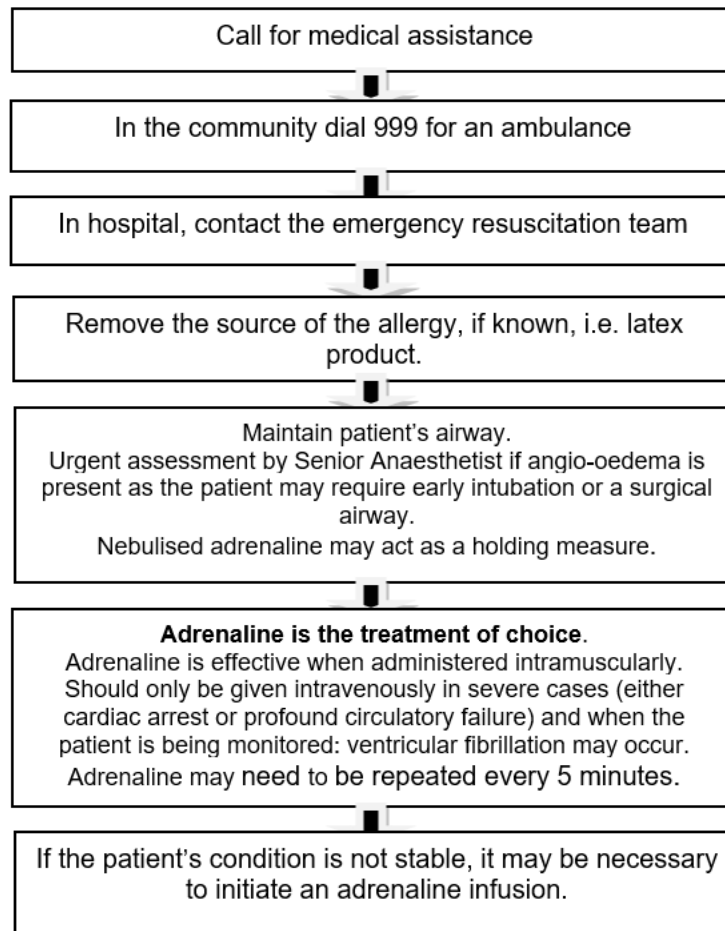 Call for medical assistance
In the community dial 999 for an ambulance
In hospital, contact the emergency resuscitation team
Remove the source of the allergy, if known, i.e. latex
product.
Maintain patient's airway.
Urgent assessment by Senior Anaesthetist if angio-oedema is
present as the patient may require early intubation or a surgical
airway.
Nebulised adrenaline may act as a holding measure.
Adrenaline is the treatment of choice.
Adrenaline is effective when administered intramuscularly.
Should only be given intravenously in severe cases (either
cardiac arrest or profound circulatory failure) and when the
patient is being monitored: ventricular fibrillation may occur.
Adrenaline may need to be repeated every 5 minutes.
If the patient's condition is not stable, it may be necessary
to initiate an adrenaline infusion.